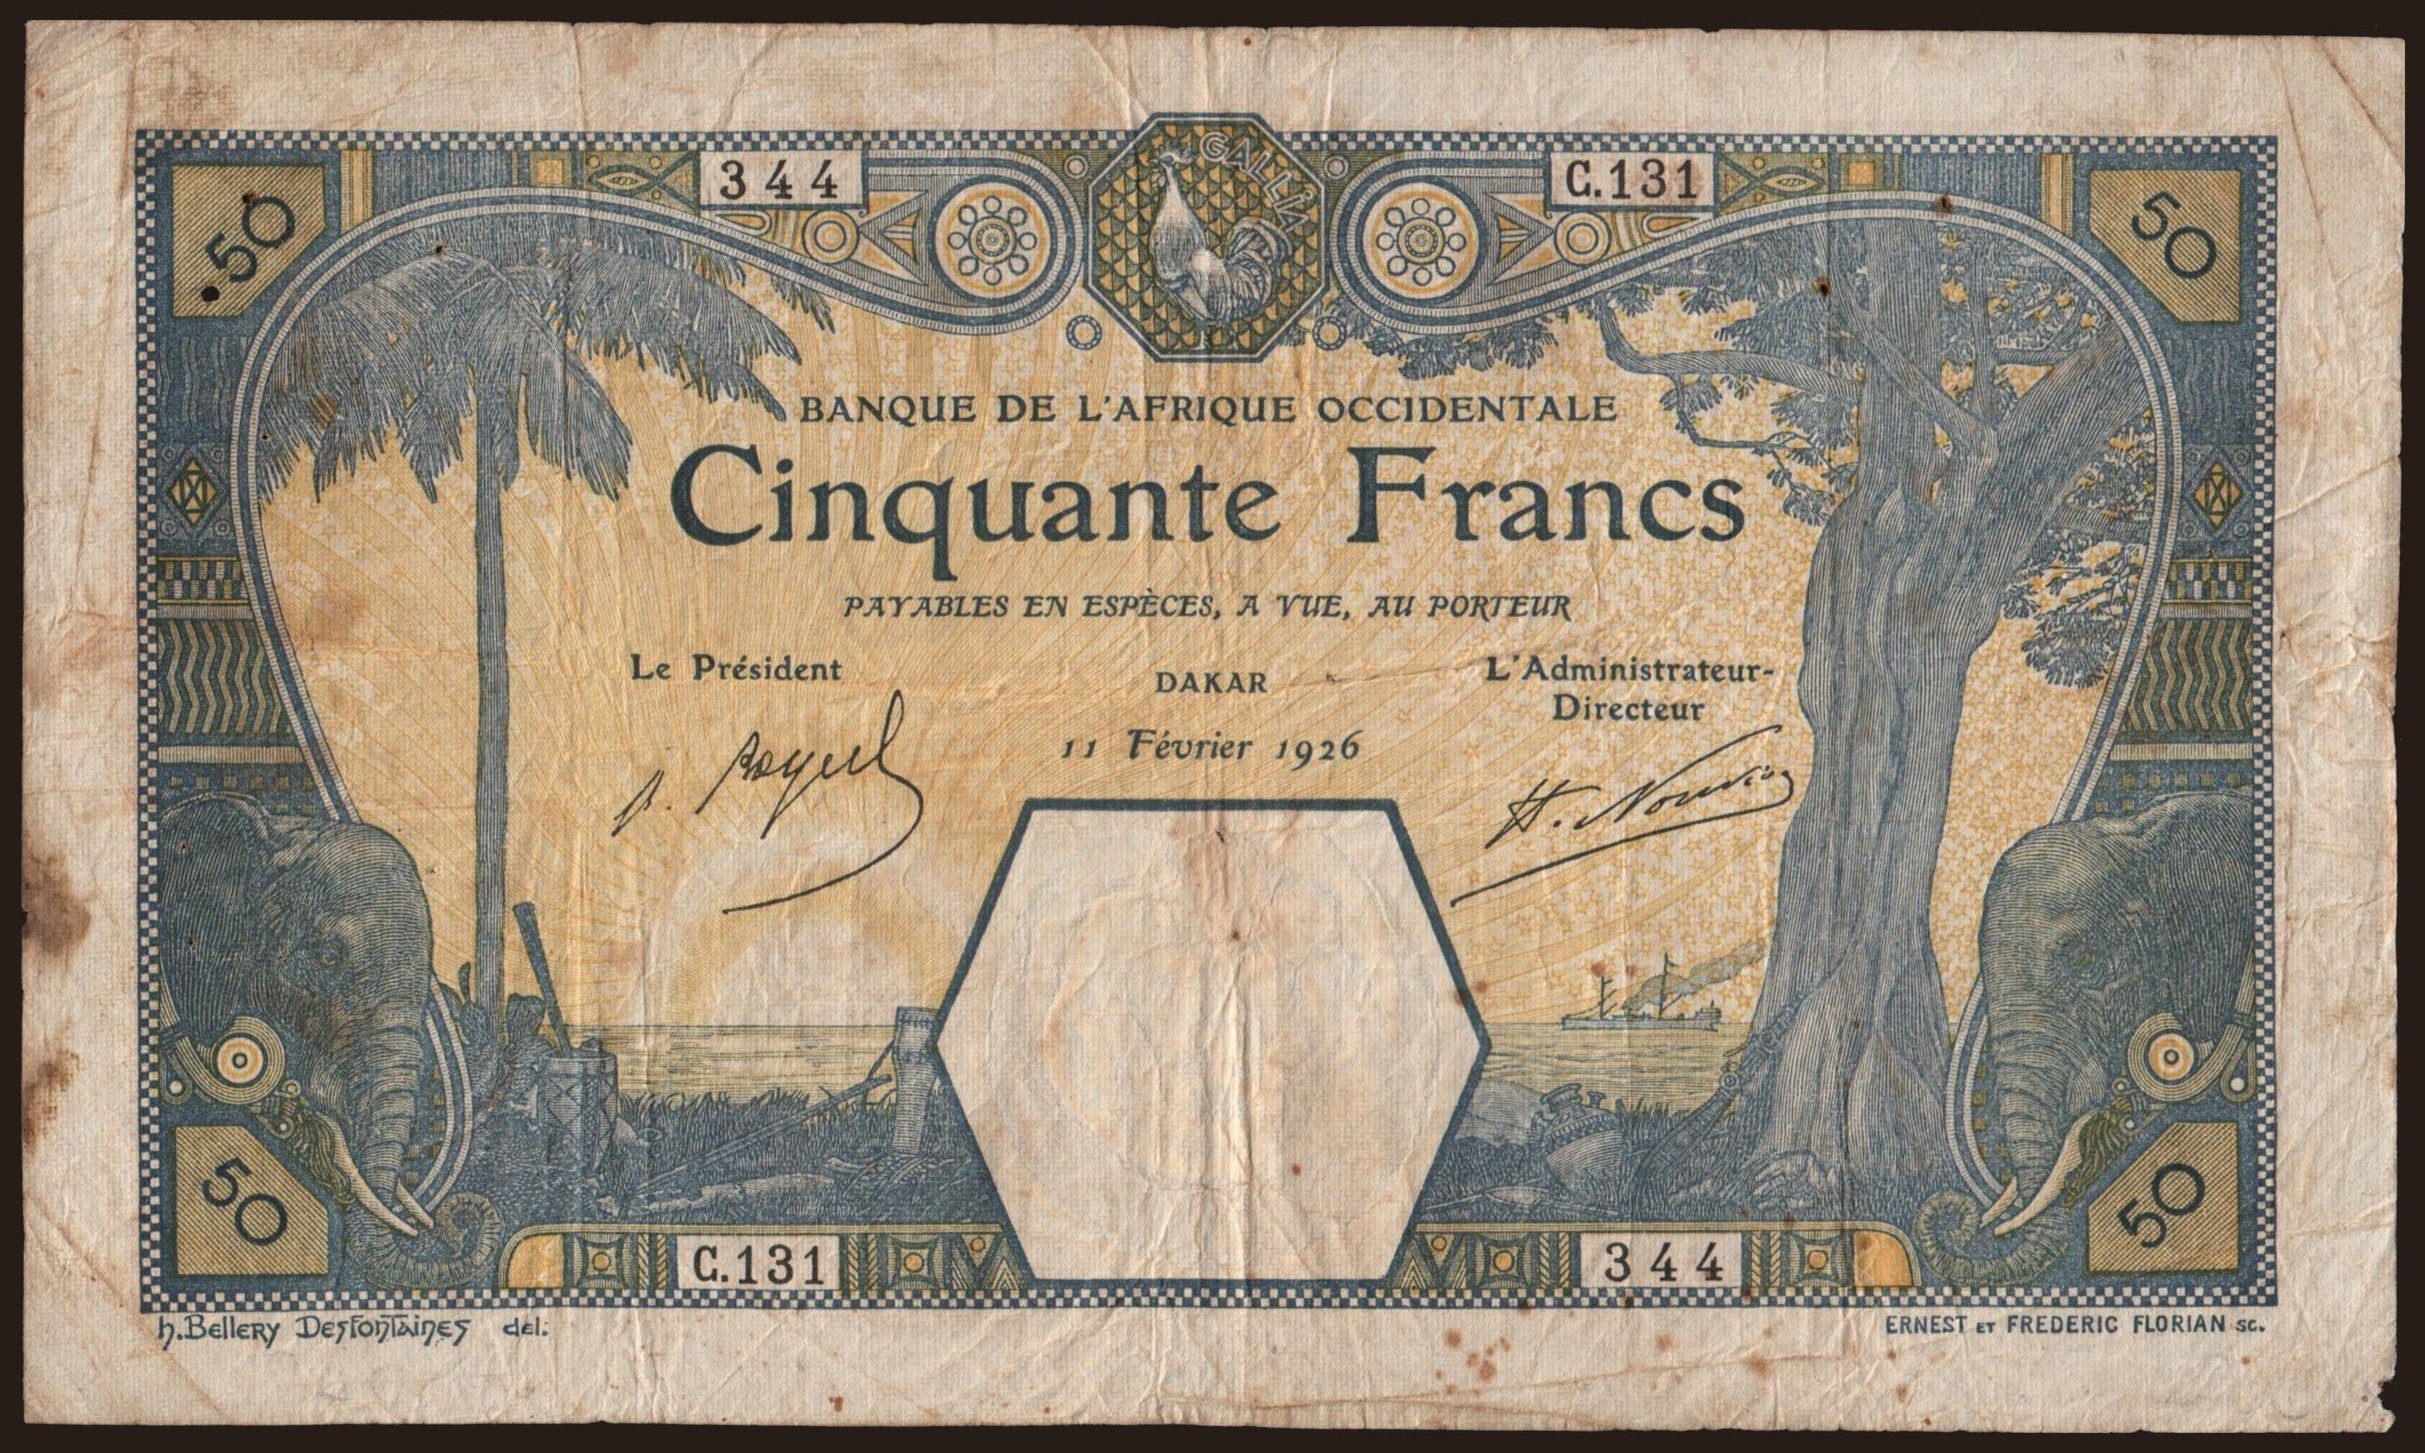 344
GALLIA
C.131
50
50
BANQUE DE L'AFRIQUE OCCIDENTALE
Cinquante Francs
PAYABLES EN ESPÈCES, A VUE, AU PORTEUR
Le Président
DAKAR
L'Administrateur-
Directeur
11 Février 1926
50
50
C.131
344
h. Bellery Desfontaines del.
ERNEST ET FREDERIC FLORIAN SC.